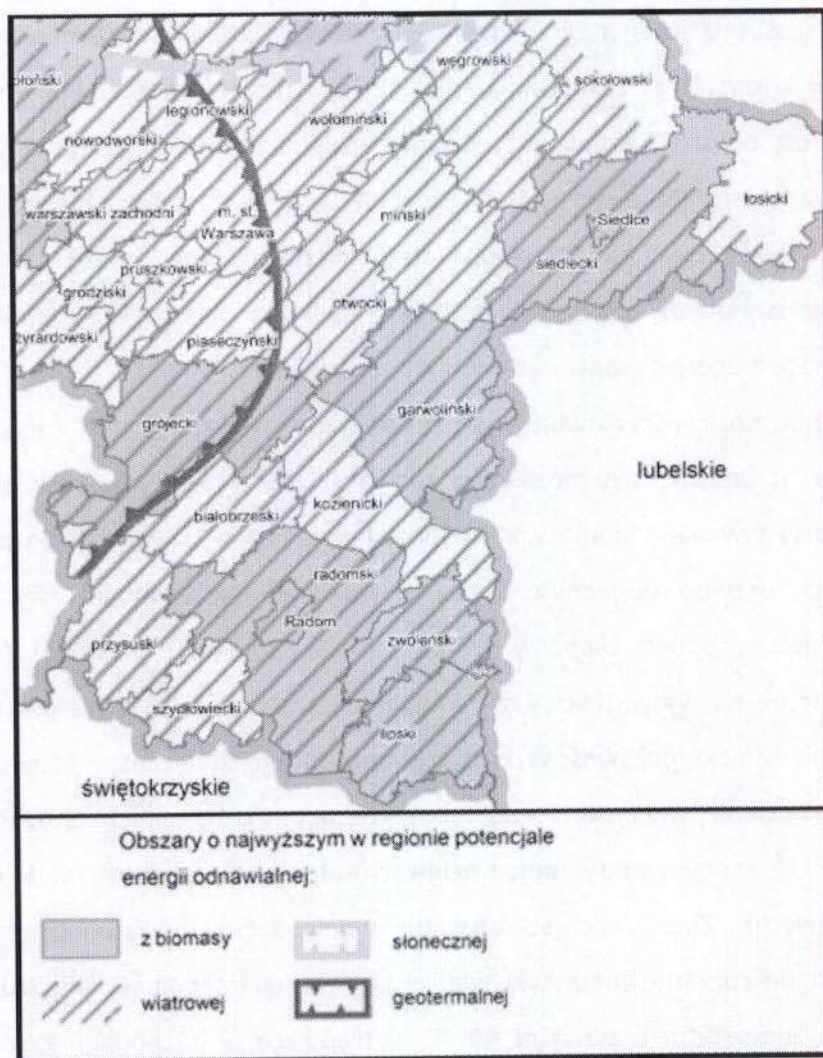 węgrowski
sokołowski
legionowski
wołomiński
nowodworski
łosicki
warszawski zachodni
m. st.
Warszawa
miński
Siedlce
siedlecki
pruszkowski
grodziski
otwocki
żyrardowski
piaseczyński
garwoliński
grójecki
lubelskie
kozienicki
białobrzeski
radomsk
Radom
zwoleński
przysuski
szydłowiecki
lipski
świętokrzyskie
Obszary o najwyższym w regionie potencjale
energii odnawialnej:
z biomasy
słonecznej
wiatrowej
geotermalnej